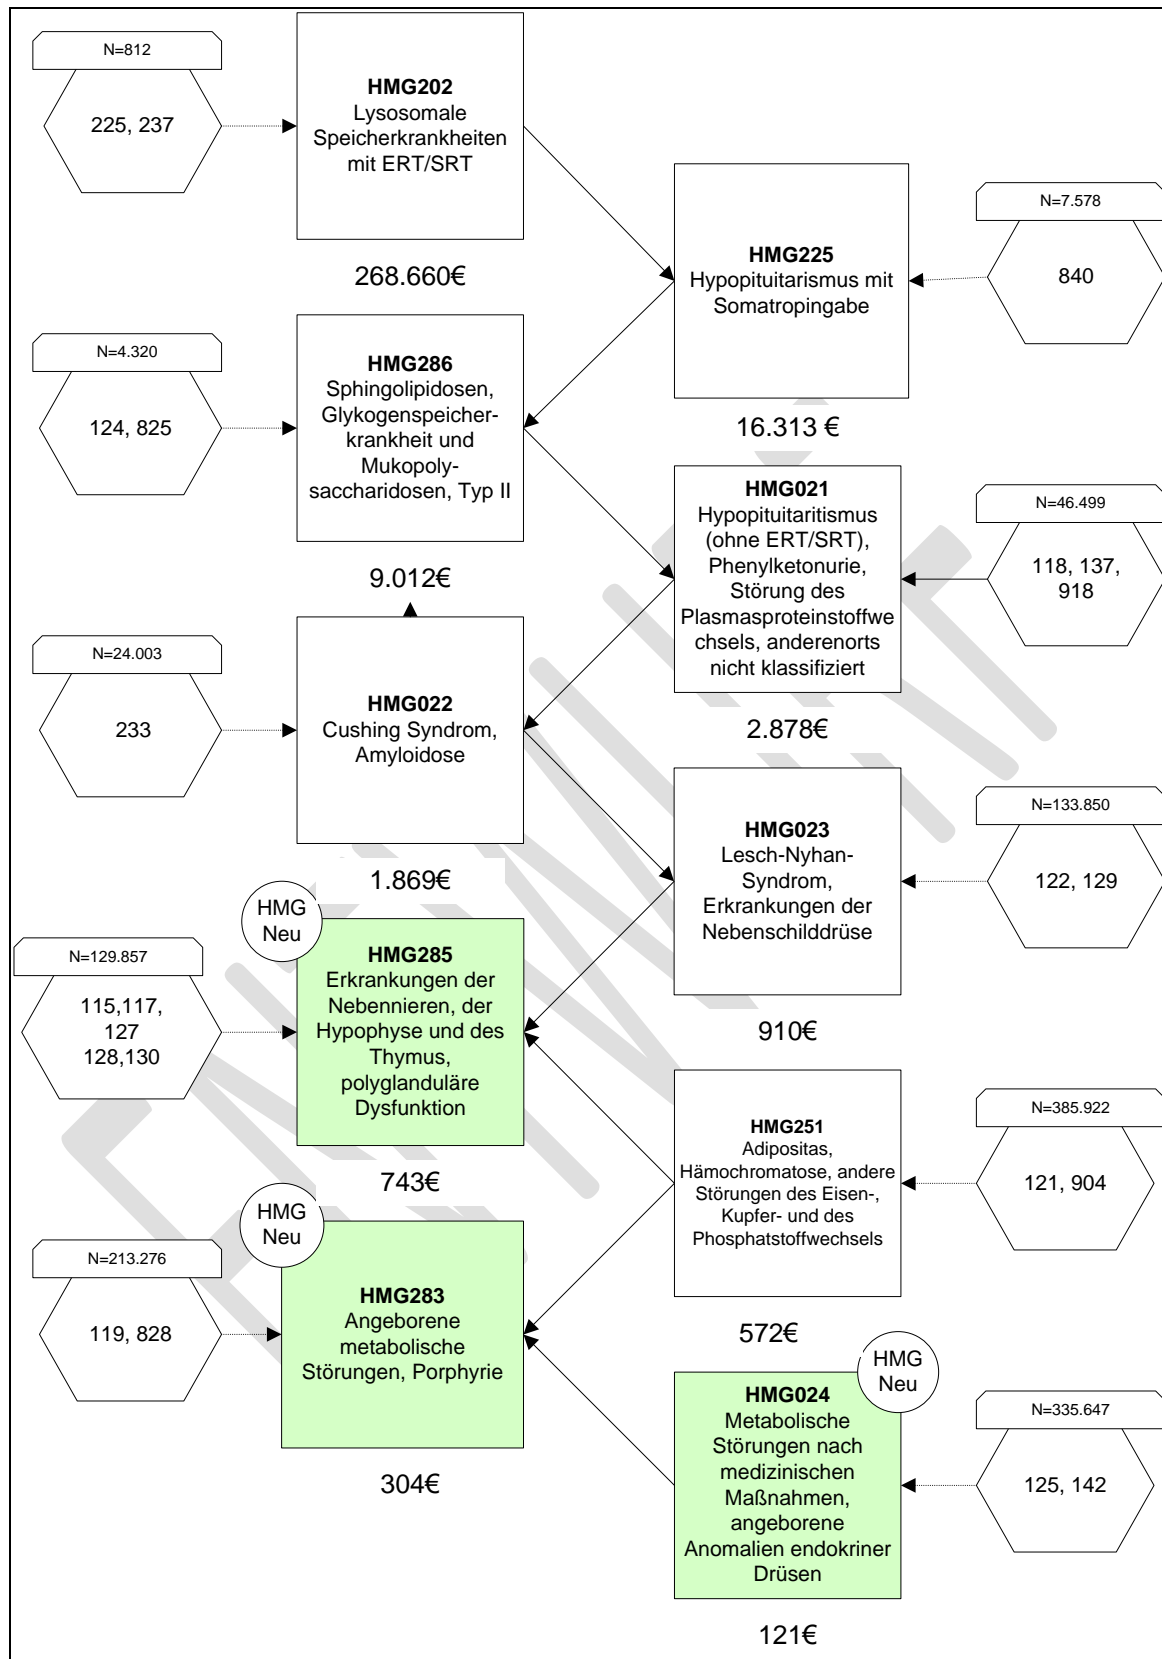 N=812
225, 237
HMG202
Lysosomale
Speicherkrankheiten
mit ERT/SRT
268.660€
N=7.578
840
HMG225
Hypopituitarismus mit
Somatropingabe
16.313 €
N=4.320
124, 825
HMG286
Sphingolipidosen,
Glykogenspeicher-
krankheit und
Mukopoly-
saccharidosen, Typ II
9.012€
N=46.499
118, 137,
918
HMG021
Hypopituitaritismus
(ohne ERT/SRT),
Phenylketonurie,
Störung des
Plasmaproteinstoffwe
chsels, anderenorts
nicht klassifiziert
2.878€
N=24.003
233
HMG022
Cushing Syndrom,
Amyloidose
1.869€
N=133.850
122, 129
HMG023
Lesch-Nyhan-
Syndrom,
Erkrankungen der
Nebenschilddrüse
910€
HMG
Neu
N=129.857
115,117,
127
128,130
HMG285
Erkrankungen der
Nebennieren, der
Hypophyse und des
Thymus,
polyglanduläre
Dysfunktion
743€
N=385.922
121, 904
HMG251
Adipositas,
Hämochromatose, andere
Störungen des Eisen-,
Kupfer- und des
Phosphatstoffwechsels
572€
HMG
Neu
N=213.276
119, 828
HMG283
Angeborene
metabolische
Störungen, Porphyrie
304€
HMG
Neu
N=335.647
125, 142
HMG024
Metabolische
Störungen nach
medizinischen
Maßnahmen,
angeborene
Anomalien endokriner
Drüsen
121€
ENTWURF